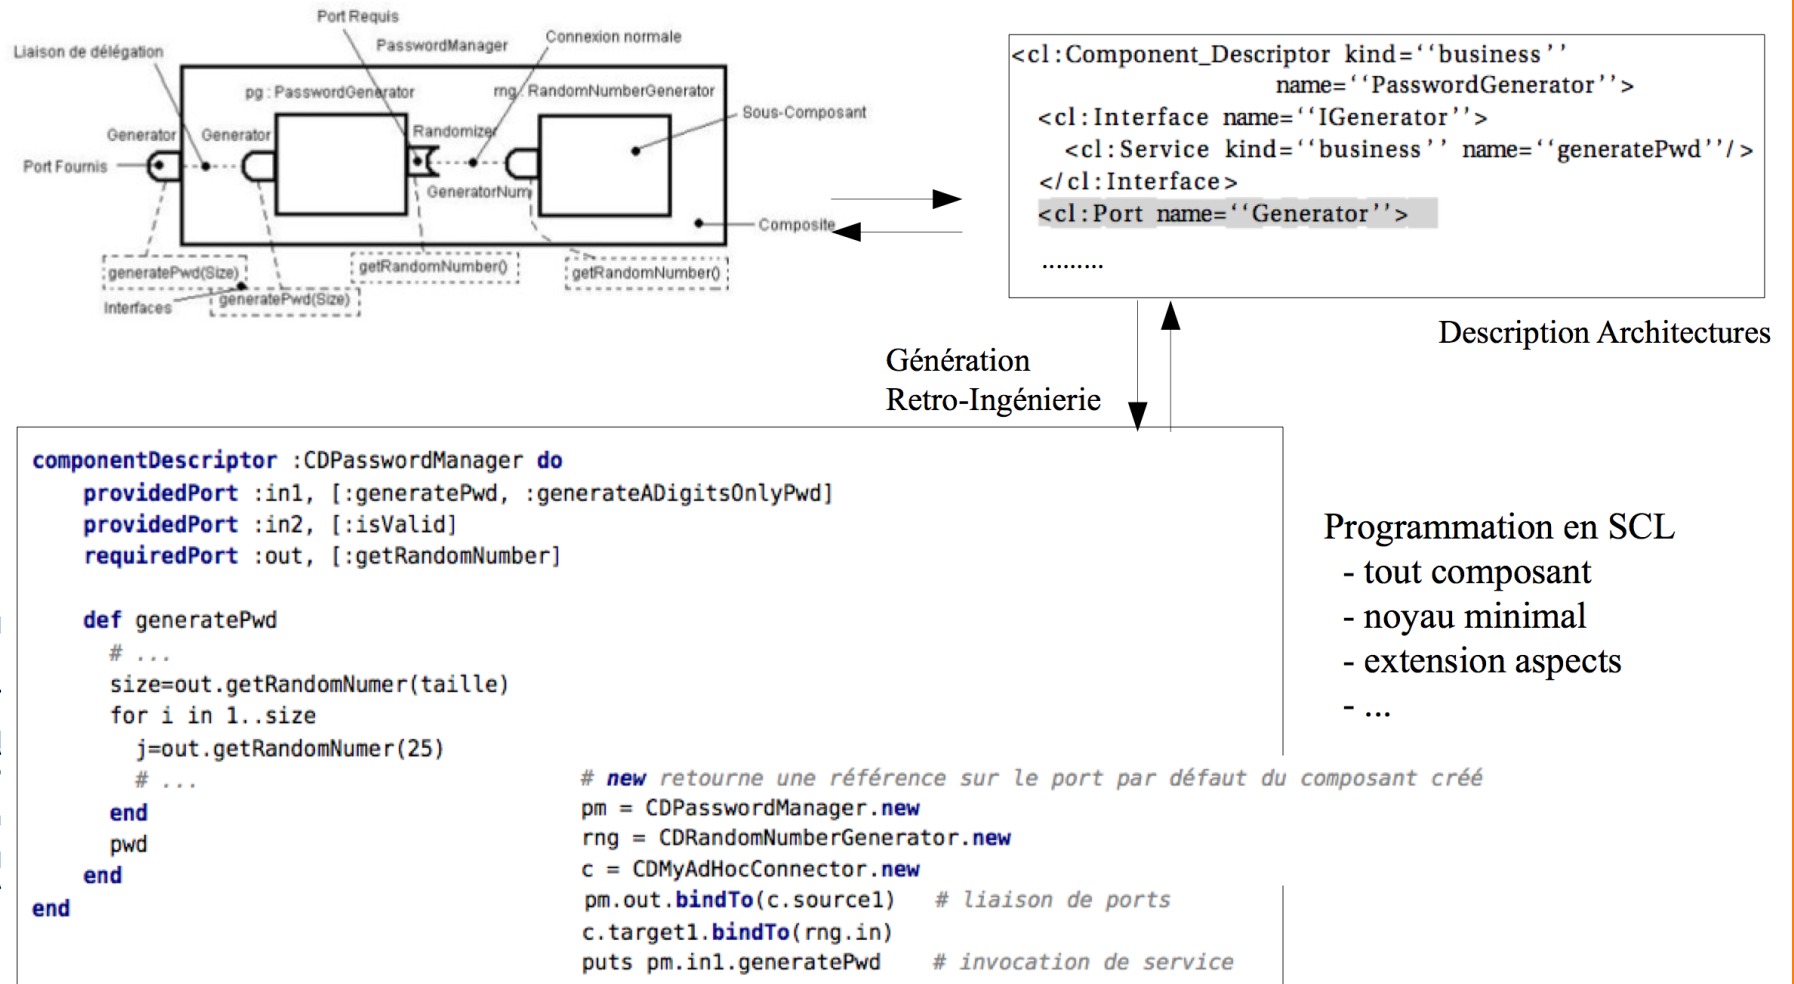 Port Requis
Liaison de délégation
PasswordManager
Connexion normale
pg : PasswordGenerator
rng : RandomNumberGenerator
Sous-Composant
Generator
Generator
Randomizer
Port Fournis
GeneratorNum
Composite
generatePwd(Size)
getRandomNumber()
getRandomNumber()
Interfaces
generatePwd(Size)
<cl:Component_Descriptor kind=‘‘business’’
name=‘‘PasswordGenerator’’>
<cl:Interface name=‘‘IGenerator’’>
<cl:Service kind=‘‘business’’ name=‘‘generatePwd’’/>
</cl:Interface>
<cl:Port name=‘‘Generator’’>
.........
Description Architectures
Génération
Retro-Ingénierie
componentDescriptor :CDPasswordManager do
providedPort :in1, [:generatePwd, :generateADigitsOnlyPwd]
providedPort :in2, [:isValid]
requiredPort :out, [:getRandomNumber]
def generatePwd
# ...
size=out.getRandomNumer(taille)
for i in 1..size
j=out.getRandomNumer(25)
# ...
end
pwd
end
end
# new retourne une référence sur le port par défaut du composant créé
pm = CDPasswordManager.new
rng = CDRandomNumberGenerator.new
c = CDMyAdHocConnector.new
pm.out.bindTo(c.source1) # liaison de ports
c.target1.bindTo(rng.in)
puts pm.in1.generatePwd # invocation de service
Programmation en SCL
- tout composant
- noyau minimal
- extension aspects
- ...